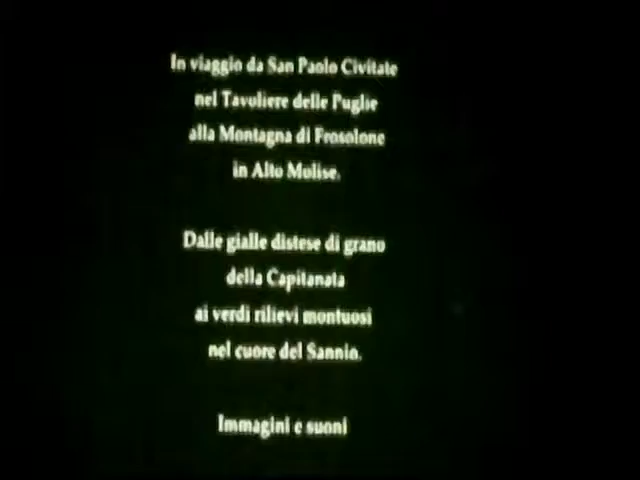 In viaggio da San Paolo Civitate
nel Tavoliere delle Puglie
alla Montagna di Frosolone
in Alto Molise.
Dalle gialle distese di grano
della Capitanata
ai verdi rilievi montuosi
nel cuore del Sannio.
Immagini e suoni